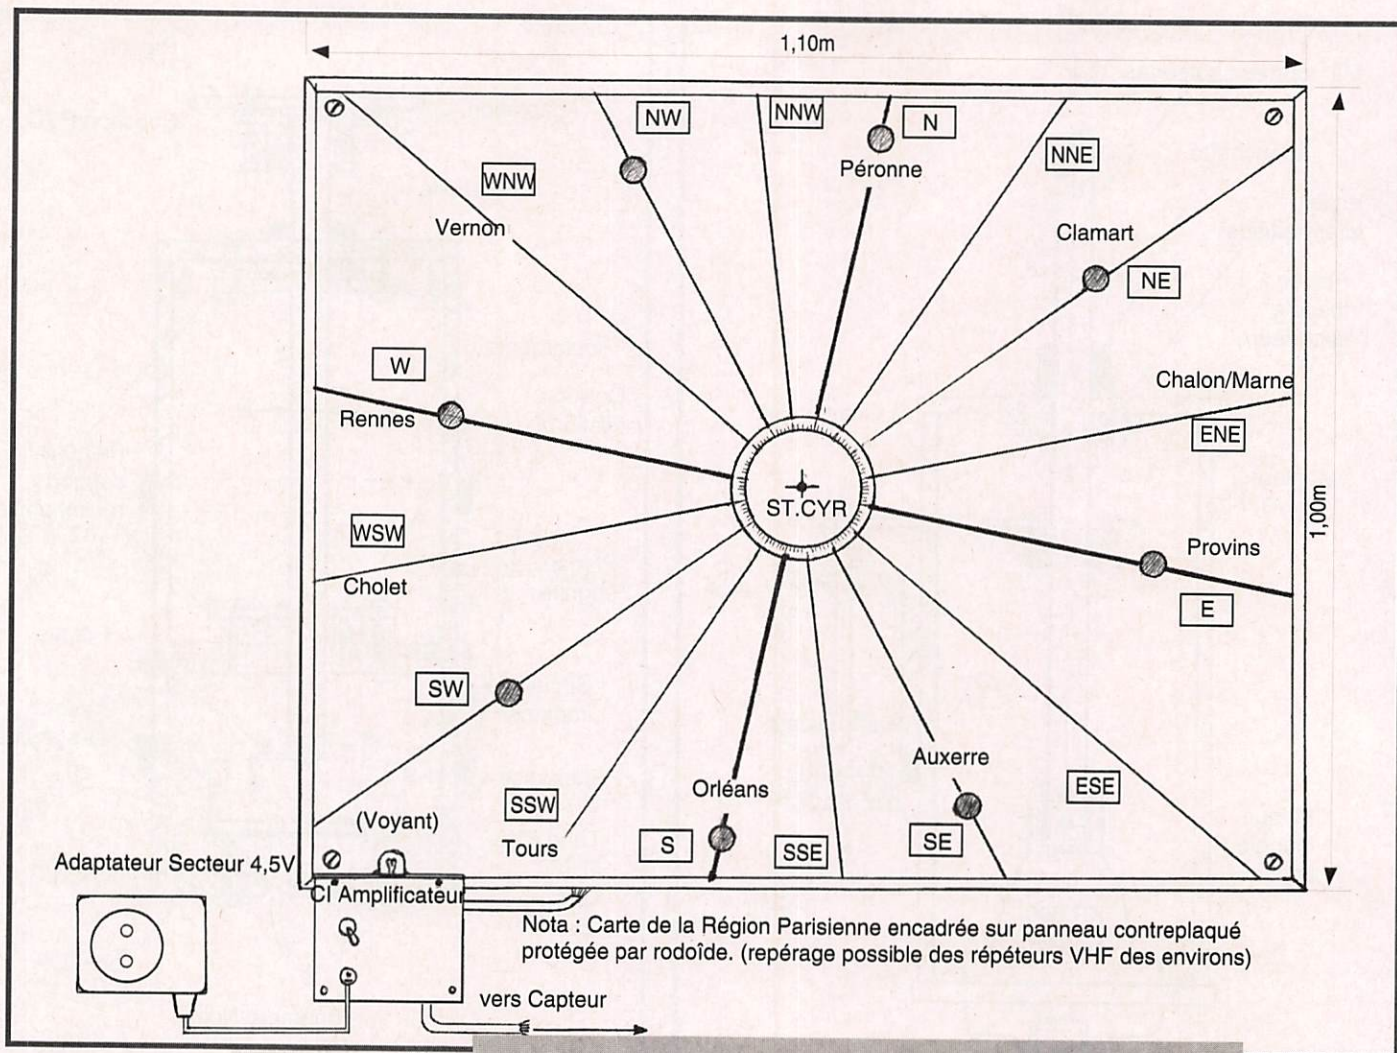 1,10m
NW
NNW
N
Péronne
NNE
WNW
Vernon
Clamart
NE
W
Rennes
Chalon/Marne
ENE
ST.CYR
1,00m
WSW
Cholet
Provins
E
SW
Auxerre
Orléans
ESE
SSW
(Voyant)
Tours
S
SSE
SE
Adaptateur Secteur 4,5V
CI Amplificateur
Nota : Carte de la Région Parisienne encadrée sur panneau contreplaqué
protégée par rodoîde. (repérage possible des répéteurs VHF des environs)
vers Capteur